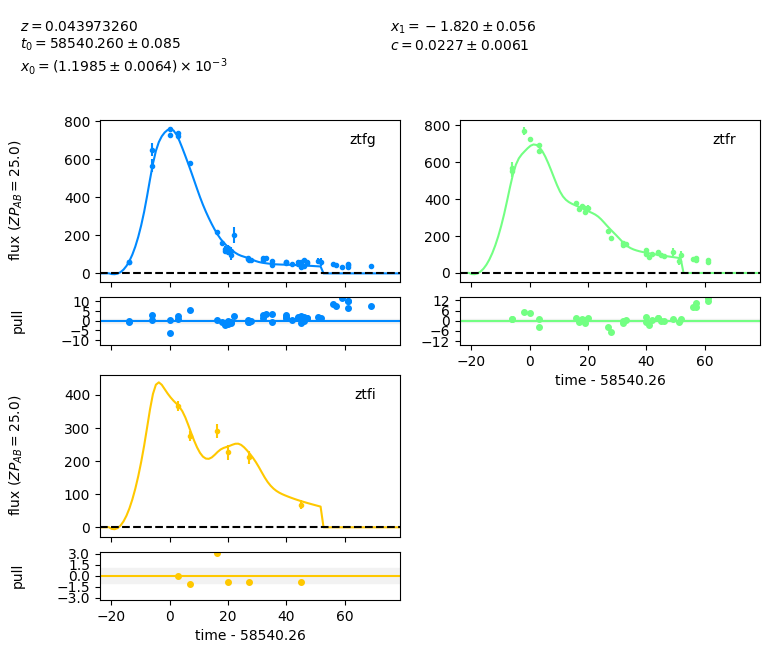 z = 0.043973260
t₀ = 58540.260 ± 0.085
x₀ = (1.1985 ± 0.0064) × 10⁻³
x₁ = −1.820 ± 0.056
c = 0.0227 ± 0.0061
ztfg
flux (ZP_AB = 25.0)
800
600
400
200
0
pull
10
5
0
−5
−10
ztfr
800
600
400
200
0
12
6
0
−6
−12
−20 0 20 40 60
time - 58540.26
ztfi
flux (ZP_AB = 25.0)
400
300
200
100
0
pull
3.0
1.5
0.0
−1.5
−3.0
−20 0 20 40 60
time - 58540.26